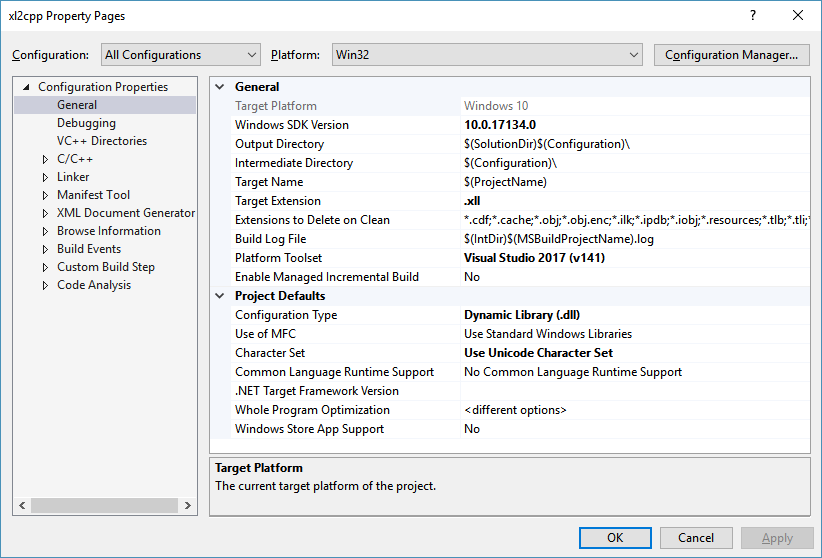 xl2cpp Property Pages
?
Configuration: All Configurations Platform: Win32 Configuration Manager...
Configuration Properties
General
Debugging
VC++ Directories
C/C++
Linker
Manifest Tool
XML Document Generator
Browse Information
Build Events
Custom Build Step
Code Analysis
General
Target Platform Windows 10
Windows SDK Version 10.0.17134.0
Output Directory $(SolutionDir)$(Configuration)\
Intermediate Directory $(Configuration)\
Target Name $(ProjectName)
Target Extension .xll
Extensions to Delete on Clean *.cdf;*.cache;*.obj;*.obj.enc;*.ilk;*.ipdb;*.iobj;*.resources;*.tlb;*.tli;*
Build Log File $(IntDir)$(MSBuildProjectName).log
Platform Toolset Visual Studio 2017 (v141)
Enable Managed Incremental Build No
Project Defaults
Configuration Type Dynamic Library (.dll)
Use of MFC Use Standard Windows Libraries
Character Set Use Unicode Character Set
Common Language Runtime Support No Common Language Runtime Support
.NET Target Framework Version
Whole Program Optimization <different options>
Windows Store App Support No
Target Platform
The current target platform of the project.
OK Cancel Apply